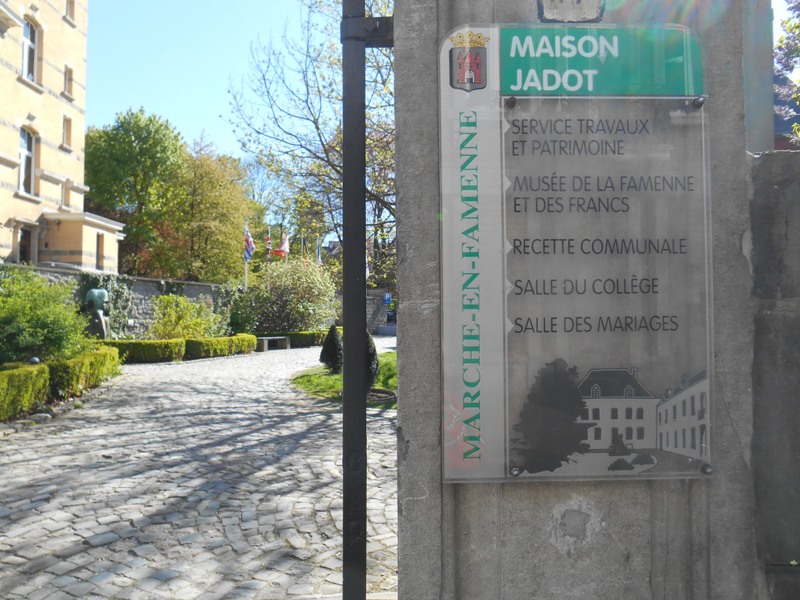 MAISON
JADOT
MARCHE-EN-FAMENNE
SERVICE TRAVAUX
ET PATRIMOINE
MUSÉE DE LA FAMENNE
ET DES FRANCS
RECETTE COMMUNALE
SALLE DU COLLÈGE
SALLE DES MARIAGES